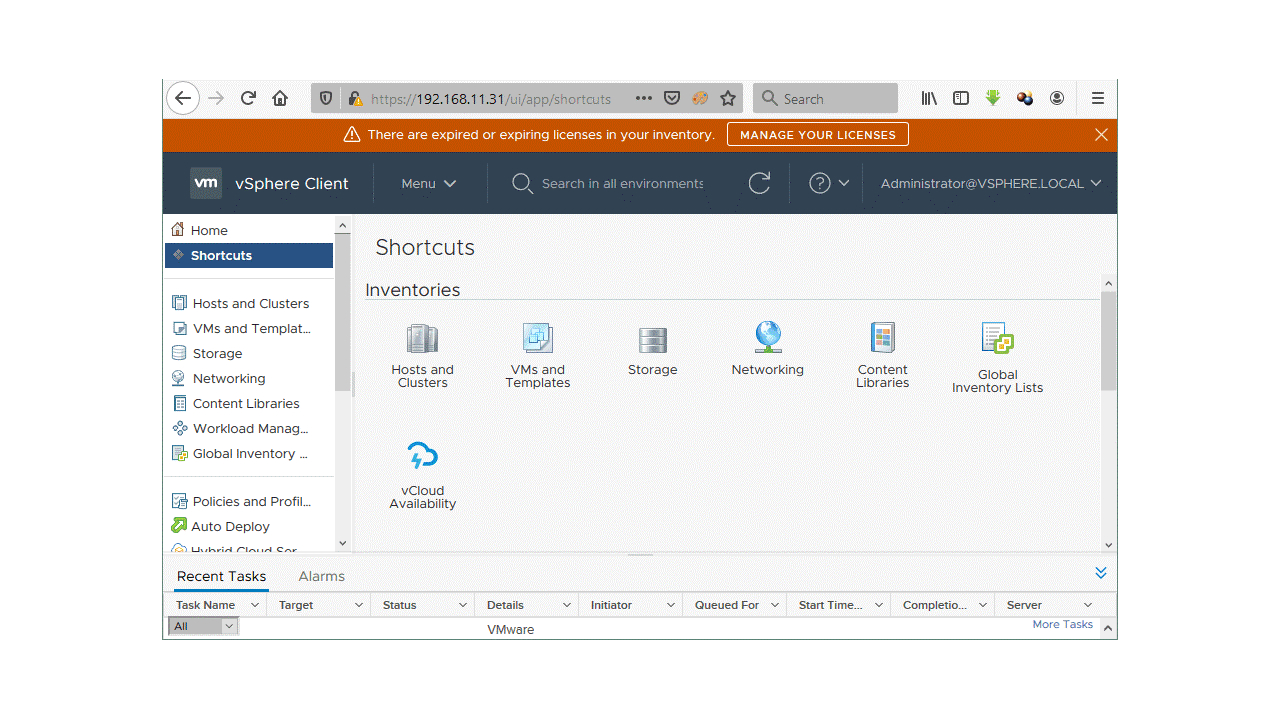 https://192.168.11.31/ui/app/shortcuts
Search
There are expired or expiring licenses in your inventory.
MANAGE YOUR LICENSES
vm
vSphere Client
Menu
Search in all environments
Administrator@VSPHERE.LOCAL
Home
Shortcuts
Hosts and Clusters
VMs and Templat...
Storage
Networking
Content Libraries
Workload Manag...
Global Inventory ...
Policies and Profil...
Auto Deploy
Hybrid Cloud Ser
Shortcuts
Inventories
Hosts and
Clusters
VMs and
Templates
Storage
Networking
Content
Libraries
Global
Inventory Lists
vCloud
Availability
Recent Tasks
Alarms
Task Name
Target
Status
Details
Initiator
Queued For
Start Time...
Completio...
Server
All
VMware
More Tasks